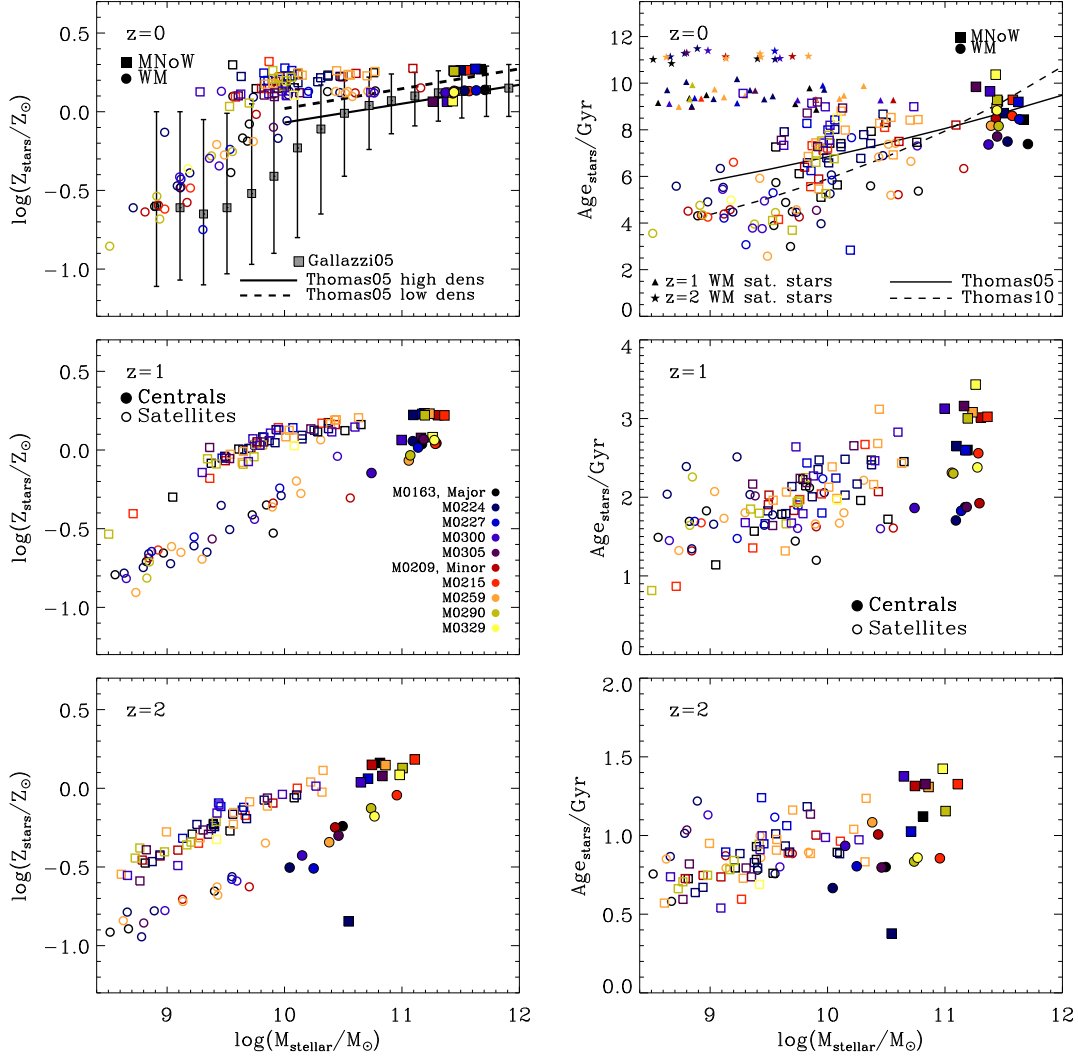 z=0
MNoW
WM
Gallazzi05
Thomas05 high dens
Thomas05 low dens
0.5
0.0
−0.5
−1.0
log(Z_stars/Z_⊙)
z=0
MNoW
WM
z=1 WM sat. stars
z=2 WM sat. stars
Thomas05
Thomas10
12
10
8
6
4
2
0
Age_stars/Gyr
z=1
Centrals
Satellites
M0163, Major
M0224
M0227
M0300
M0305
M0209, Minor
M0215
M0259
M0290
M0329
0.5
0.0
−0.5
−1.0
log(Z_stars/Z_⊙)
z=1
Centrals
Satellites
4
3
2
1
0
Age_stars/Gyr
z=2
0.5
0.0
−0.5
−1.0
log(Z_stars/Z_⊙)
9 10 11 12
log(M_stellar/M_⊙)
z=2
2.0
1.5
1.0
0.5
0.0
Age_stars/Gyr
9 10 11 12
log(M_stellar/M_⊙)